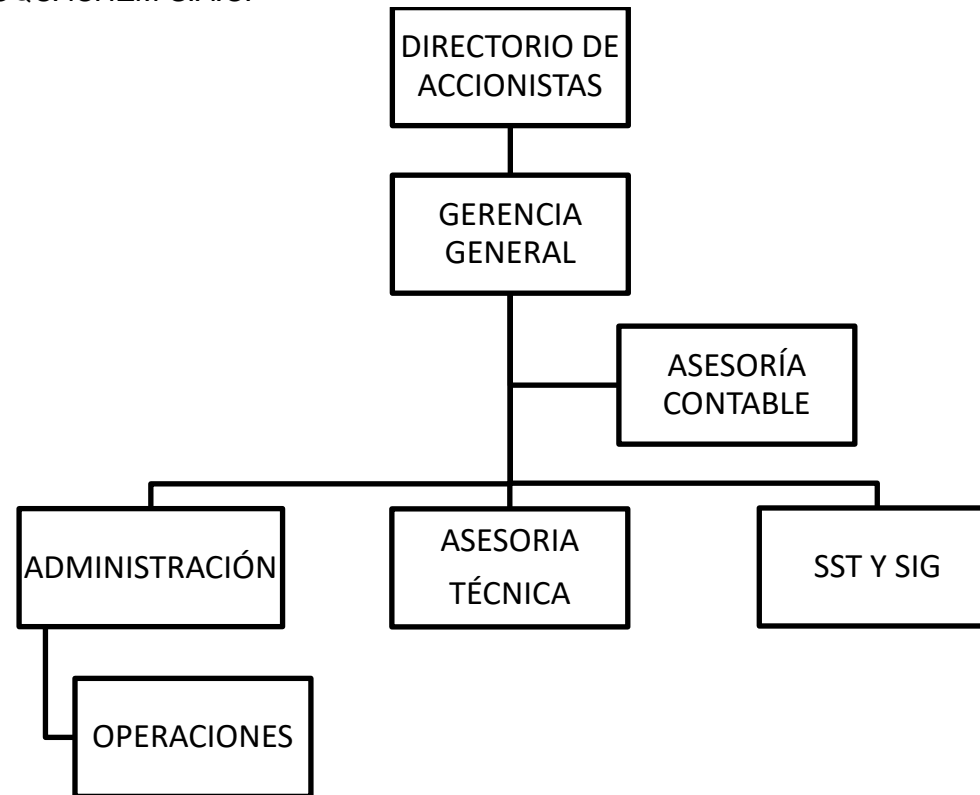 DIRECTORIO DE
ACCIONISTAS
GERENCIA
GENERAL
ASESORÍA
CONTABLE
ADMINISTRACIÓN
ASESORIA
TÉCNICA
SST Y SIG
OPERACIONES